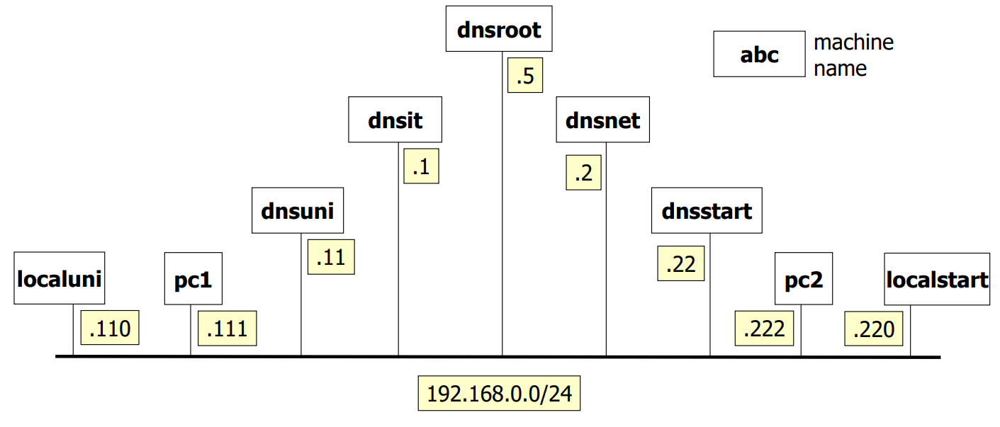 dnsroot
abc
machine
name
.5
dnsit
dnsnet
.1
.2
dnsuni
dnsstart
.11
.22
localuni
pc1
pc2
localstart
.110
.111
.222
.220
192.168.0.0/24